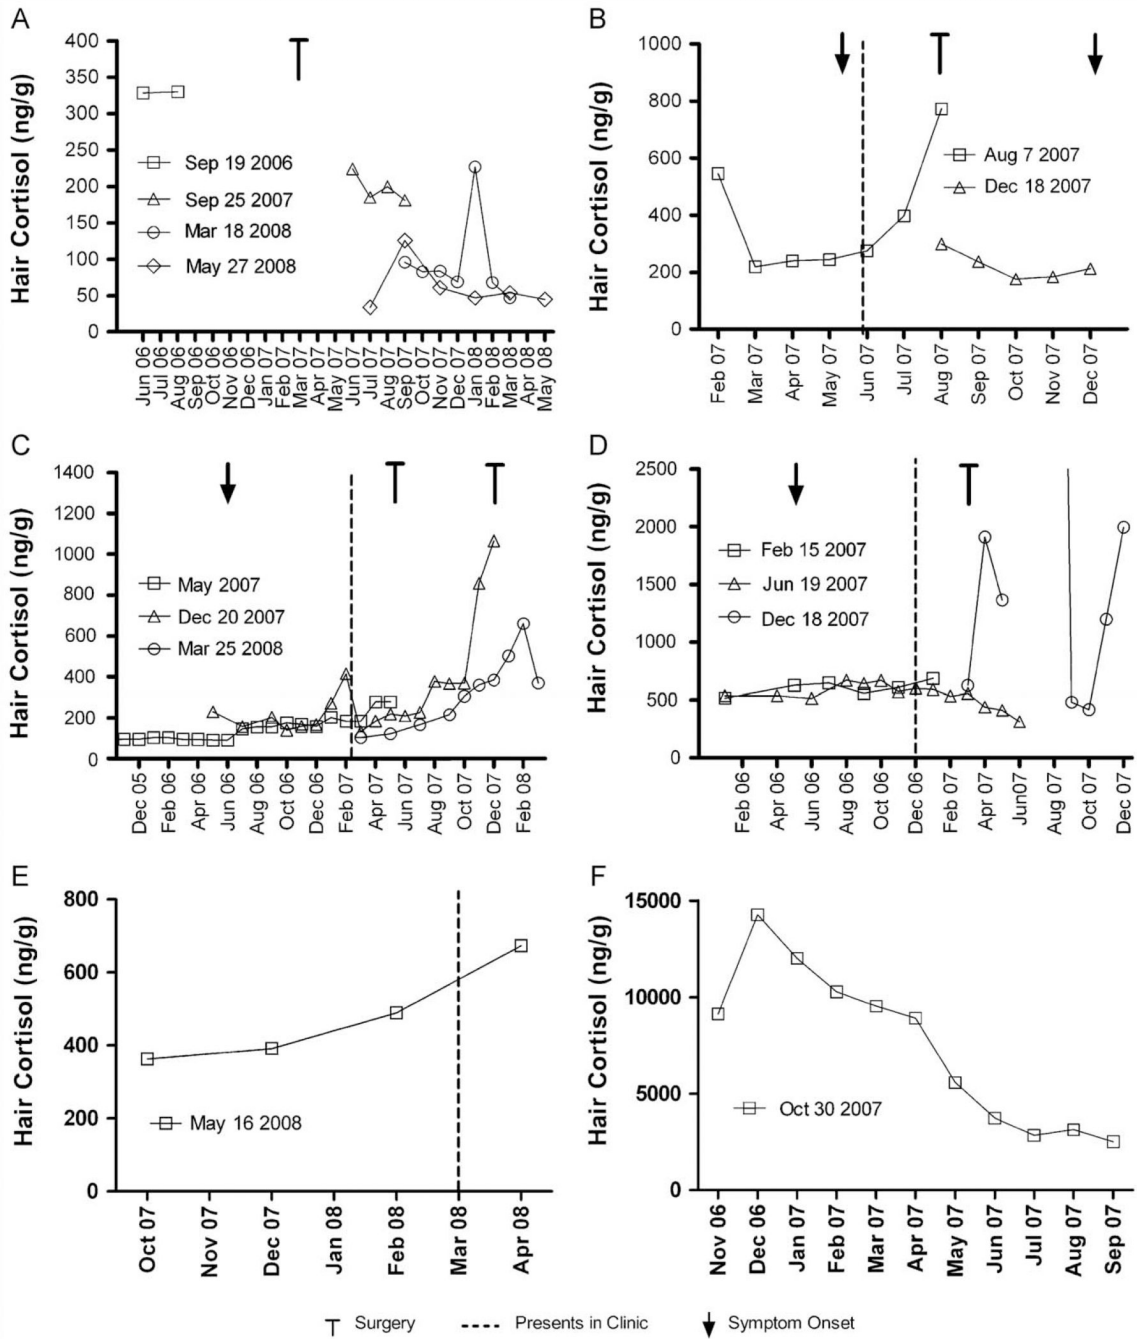 A
Hair Cortisol (ng/g)
400
350
300
250
200
150
100
50
0
Sep 19 2006
Sep 25 2007
Mar 18 2008
May 27 2008
Jun 06
Jul 06
Aug 06
Sep 06
Oct 06
Nov 06
Dec 06
Jan 07
Feb 07
Mar 07
Apr 07
May 07
Jun 07
Jul 07
Aug 07
Sep 07
Oct 07
Nov 07
Dec 07
Jan 08
Feb 08
Mar 08
Apr 08
May 08
B
Hair Cortisol (ng/g)
1000
800
600
400
200
0
Aug 7 2007
Dec 18 2007
Feb 07
Mar 07
Apr 07
May 07
Jun 07
Jul 07
Aug 07
Sep 07
Oct 07
Nov 07
Dec 07
C
Hair Cortisol (ng/g)
1400
1200
1000
800
600
400
200
0
May 2007
Dec 20 2007
Mar 25 2008
Dec 05
Feb 06
Apr 06
Jun 06
Aug 06
Oct 06
Dec 06
Feb 07
Apr 07
Jun 07
Aug 07
Oct 07
Dec 07
Feb 08
D
Hair Cortisol (ng/g)
2500
2000
1500
1000
500
0
Feb 15 2007
Jun 19 2007
Dec 18 2007
Feb 06
Apr 06
Jun 06
Aug 06
Oct 06
Dec 06
Feb 07
Apr 07
Jun07
Aug 07
Oct 07
Dec 07
E
Hair Cortisol (ng/g)
800
600
400
200
0
May 16 2008
Oct 07
Nov 07
Dec 07
Jan 08
Feb 08
Mar 08
Apr 08
F
Hair Cortisol (ng/g)
15000
10000
5000
0
Oct 30 2007
Nov 06
Dec 06
Jan 07
Feb 07
Mar 07
Apr 07
May 07
Jun 07
Jul 07
Aug 07
Sep 07
Surgery
Presents in Clinic
Symptom Onset